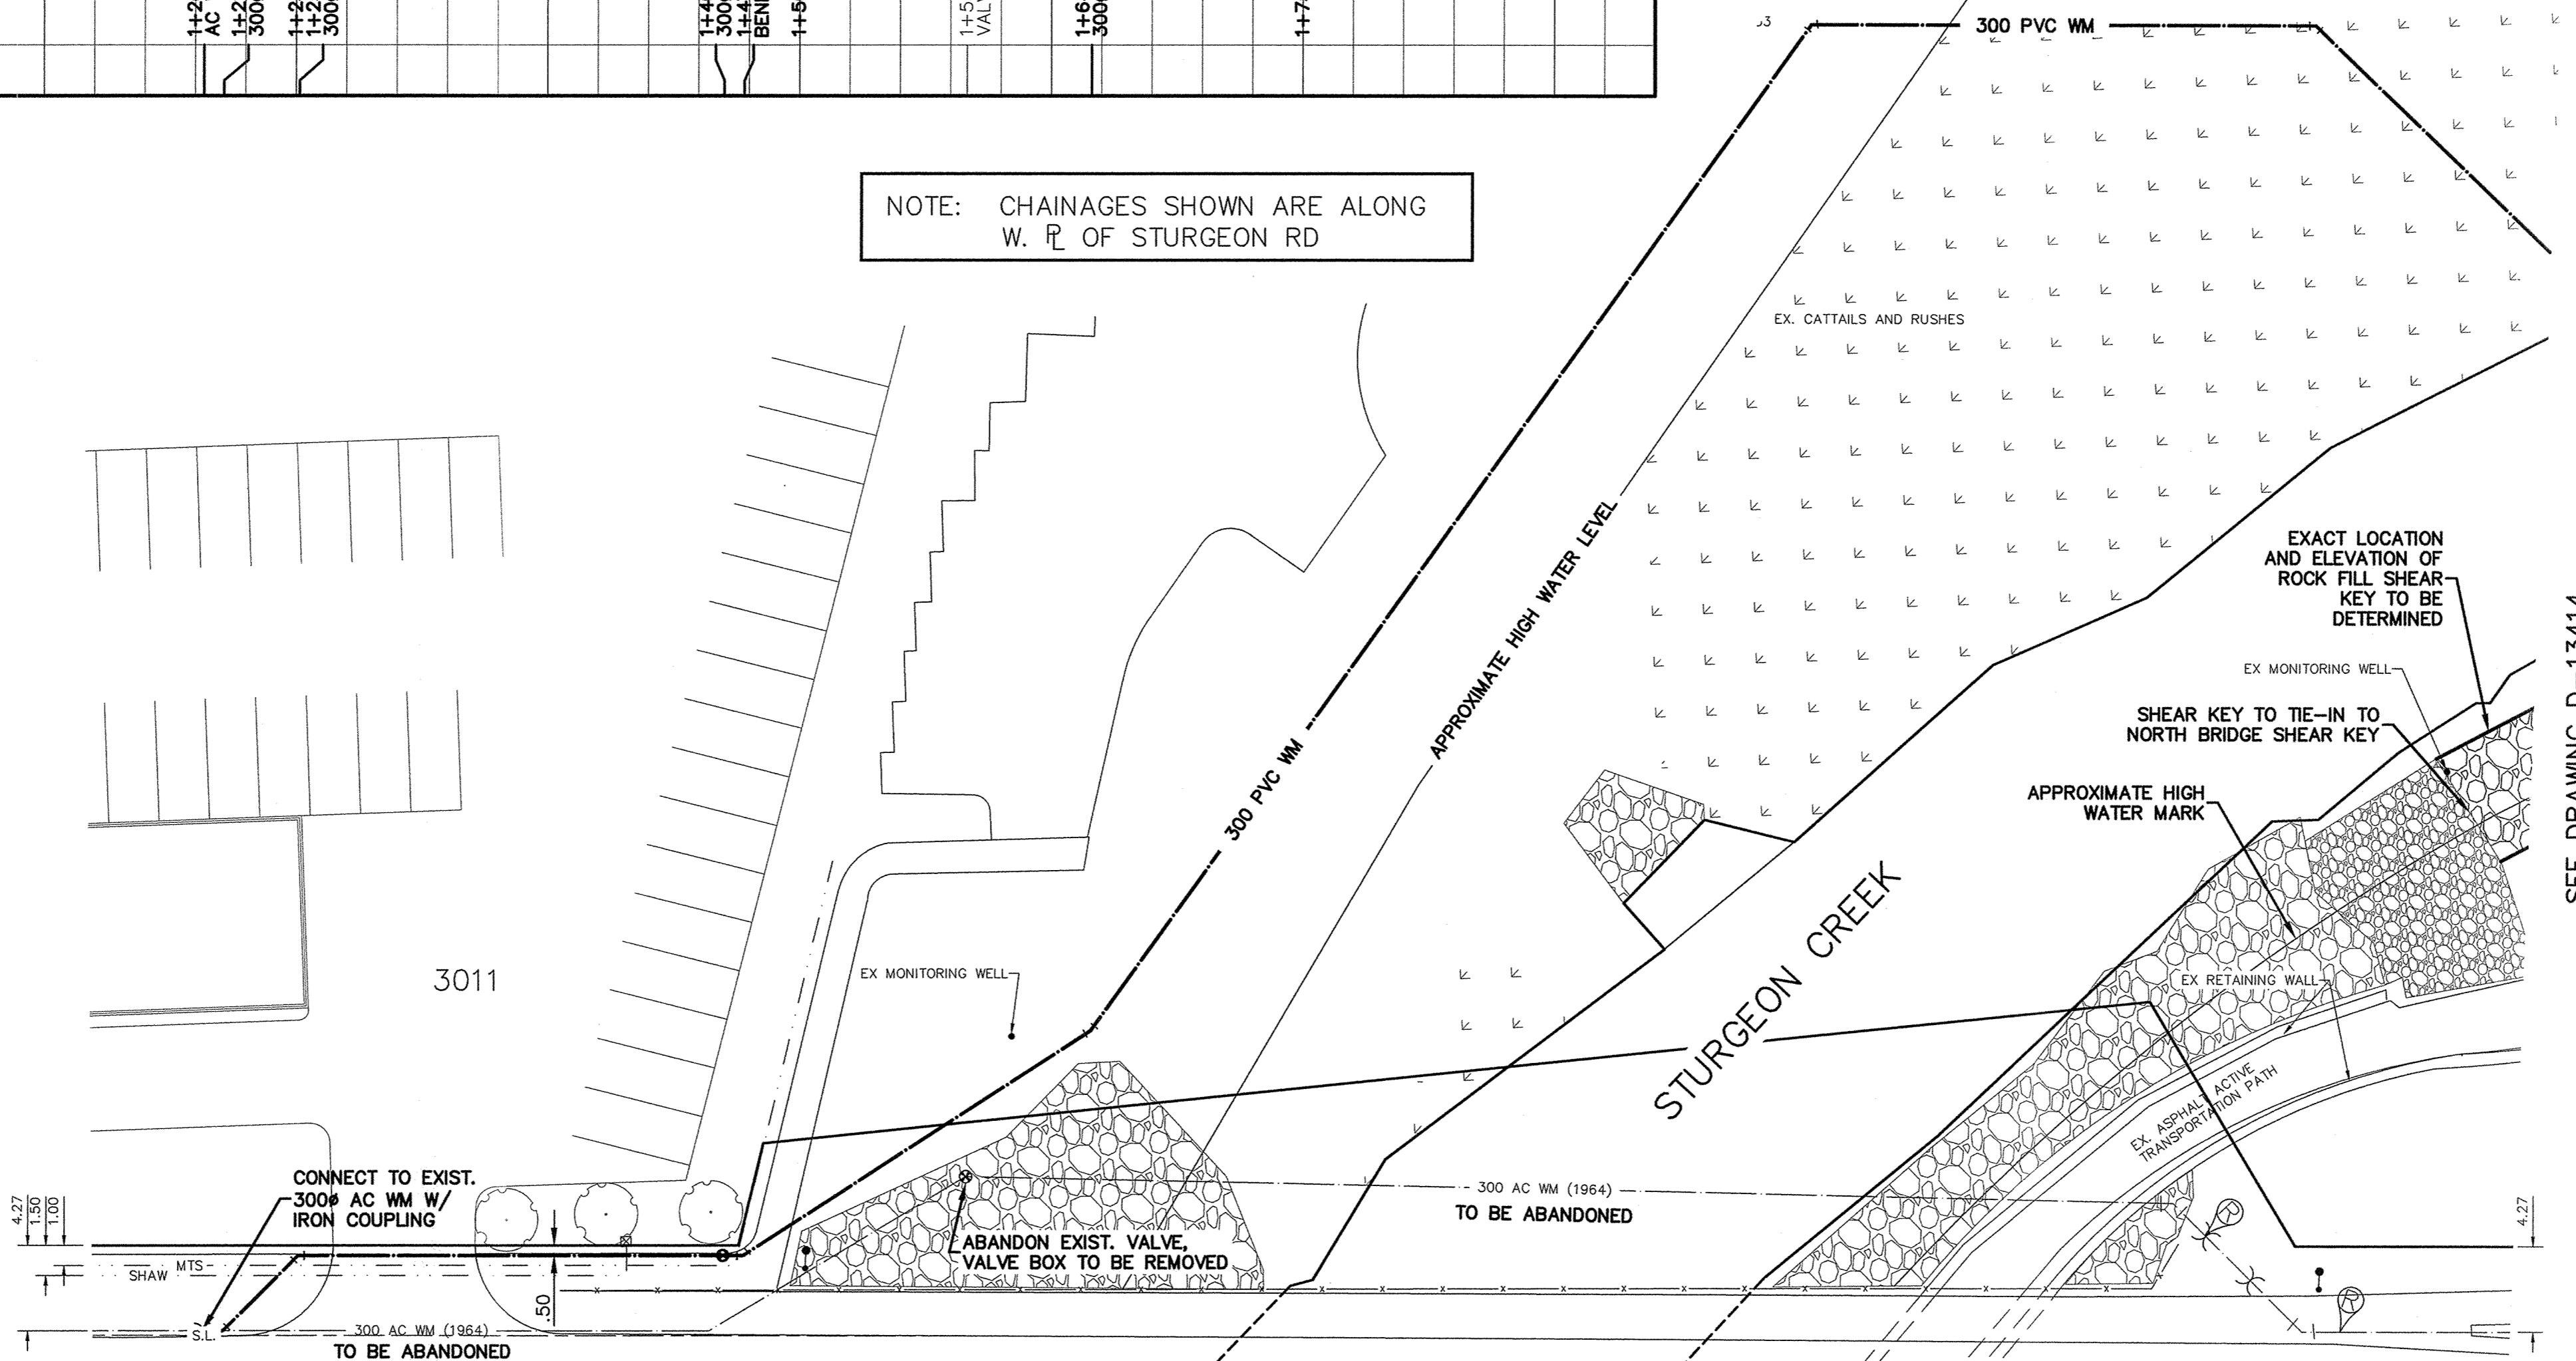 300 PVC WM
NOTE: CHAINAGES SHOWN ARE ALONG
W. ⅊ OF STURGEON RD
EX. CATTAILS AND RUSHES
APPROXIMATE HIGH WATER LEVEL
300 PVC WM
EXACT LOCATION
AND ELEVATION OF
ROCK FILL SHEAR
KEY TO BE
DETERMINED
EX MONITORING WELL
SHEAR KEY TO TIE-IN TO
NORTH BRIDGE SHEAR KEY
APPROXIMATE HIGH
WATER MARK
3011
EX MONITORING WELL
STURGEON CREEK
EX RETAINING WALL
EX. ASPHALT ACTIVE
TRANSPORTATION PATH
CONNECT TO EXIST.
300ø AC WM W/
IRON COUPLING
4.27
1.50
1.00
300 AC WM (1964)
TO BE ABANDONED
ABANDON EXIST. VALVE,
VALVE BOX TO BE REMOVED
MTS
SHAW
.50
S.L.
300 AC WM (1964)
TO BE ABANDONED
R
R
4.27